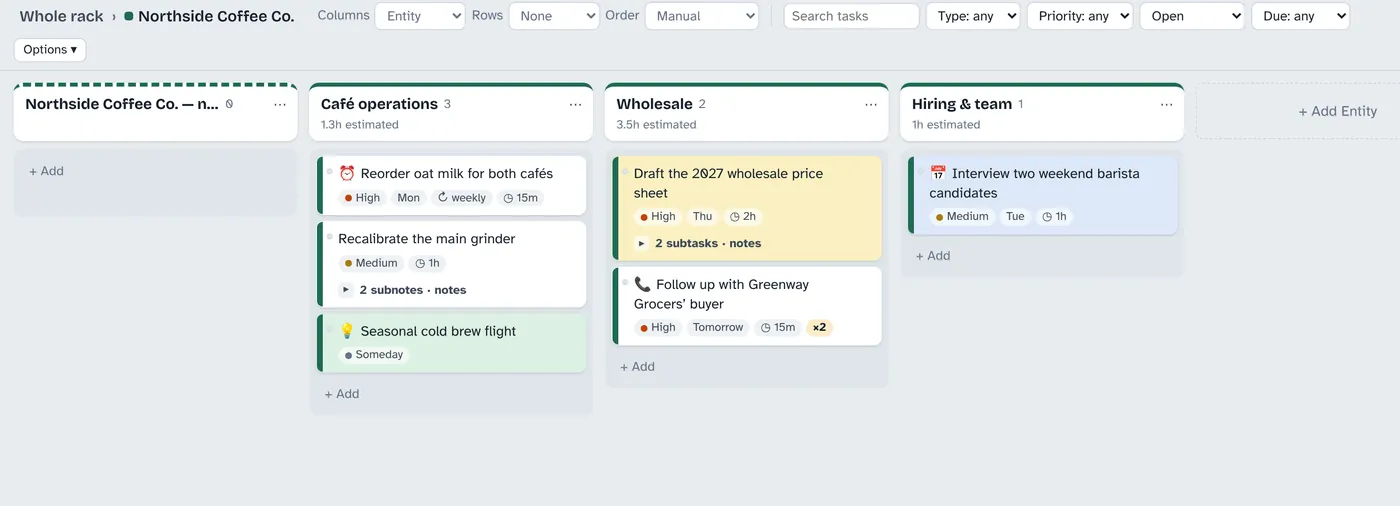 Whole rack › Northside Coffee Co. Columns Entity Rows None Order Manual Search tasks Type: any Priority: any Open Due: any
Options ▾
Northside Coffee Co. — n... 0 ...
+ Add
Café operations 3 ...
1.3h estimated
⏰ Reorder oat milk for both cafés
High Mon ↻ weekly ◷ 15m
Recalibrate the main grinder
Medium ◷ 1h
▸ 2 subnotes · notes
💡 Seasonal cold brew flight
Someday
+ Add
Wholesale 2 ...
3.5h estimated
Draft the 2027 wholesale price
sheet
High Thu ◷ 2h
▸ 2 subtasks · notes
📞 Follow up with Greenway
Grocers’ buyer
High Tomorrow ◷ 15m ×2
+ Add
Hiring & team 1 ...
1h estimated
📅 Interview two weekend barista
candidates
Medium Tue ◷ 1h
+ Add
+ Add Entity